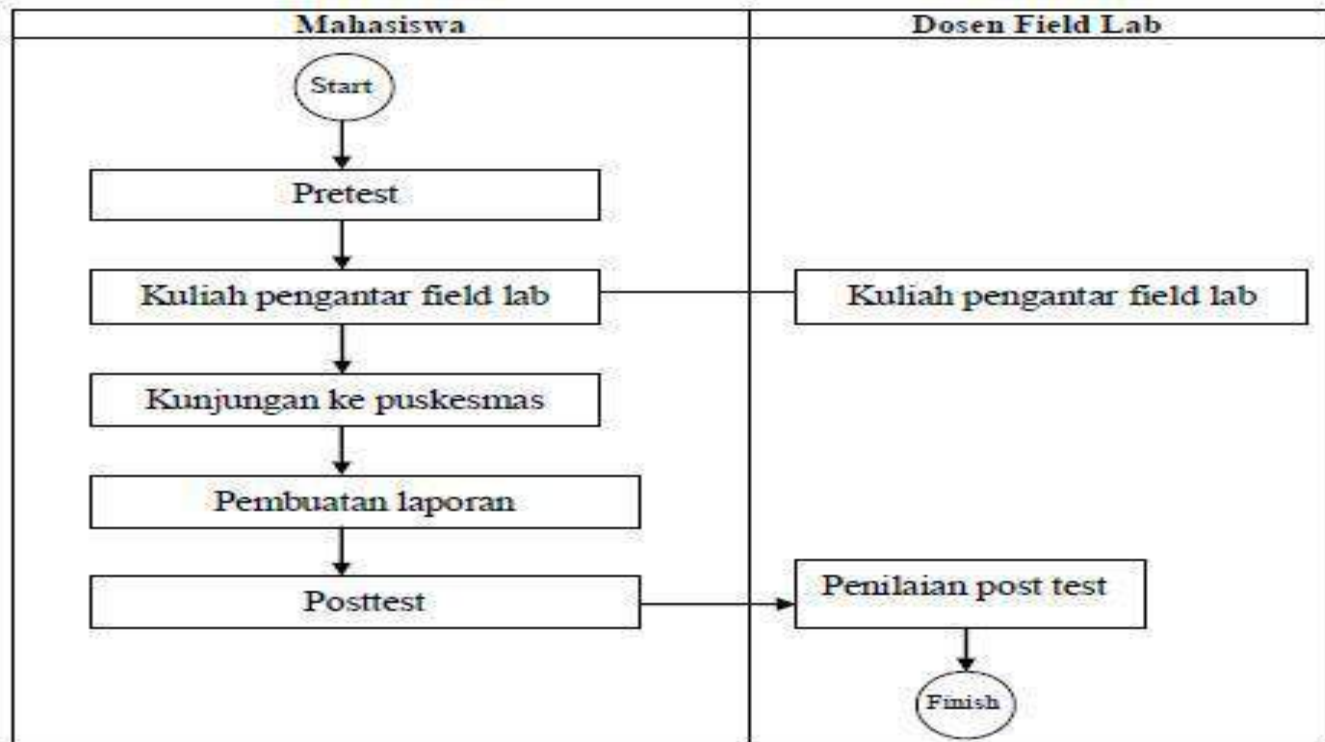 Mahasiswa
Dosen Field Lab
Start
Pretest
Kuliah pengantar field lab
Kuliah pengantar field lab
Kunjungan ke puskesmas
Pembuatan laporan
Posttest
Penilaian post test
Finish